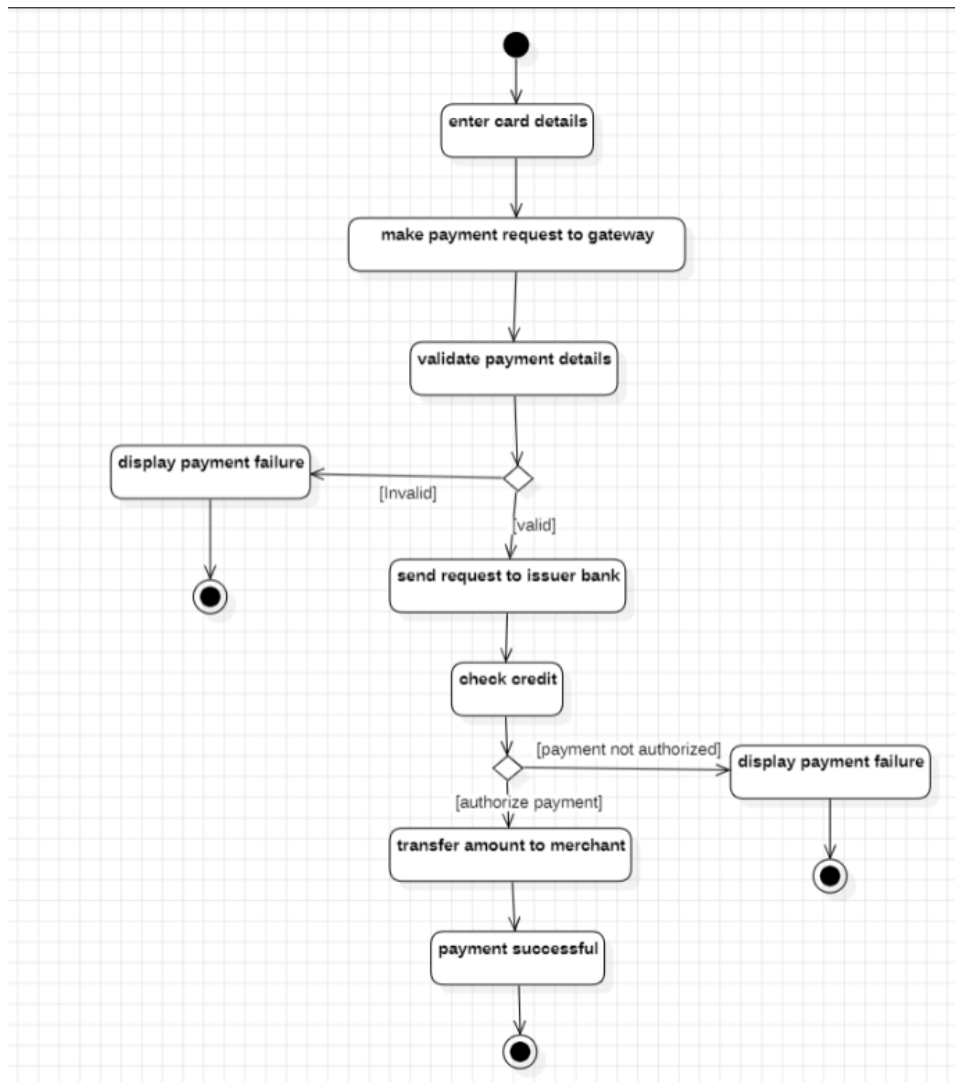 enter card details
make payment request to gateway
validate payment details
display payment failure
[Invalid]
[valid]
send request to issuer bank
check credit
[payment not authorized]
display payment failure
[authorize payment]
transfer amount to merchant
payment successful